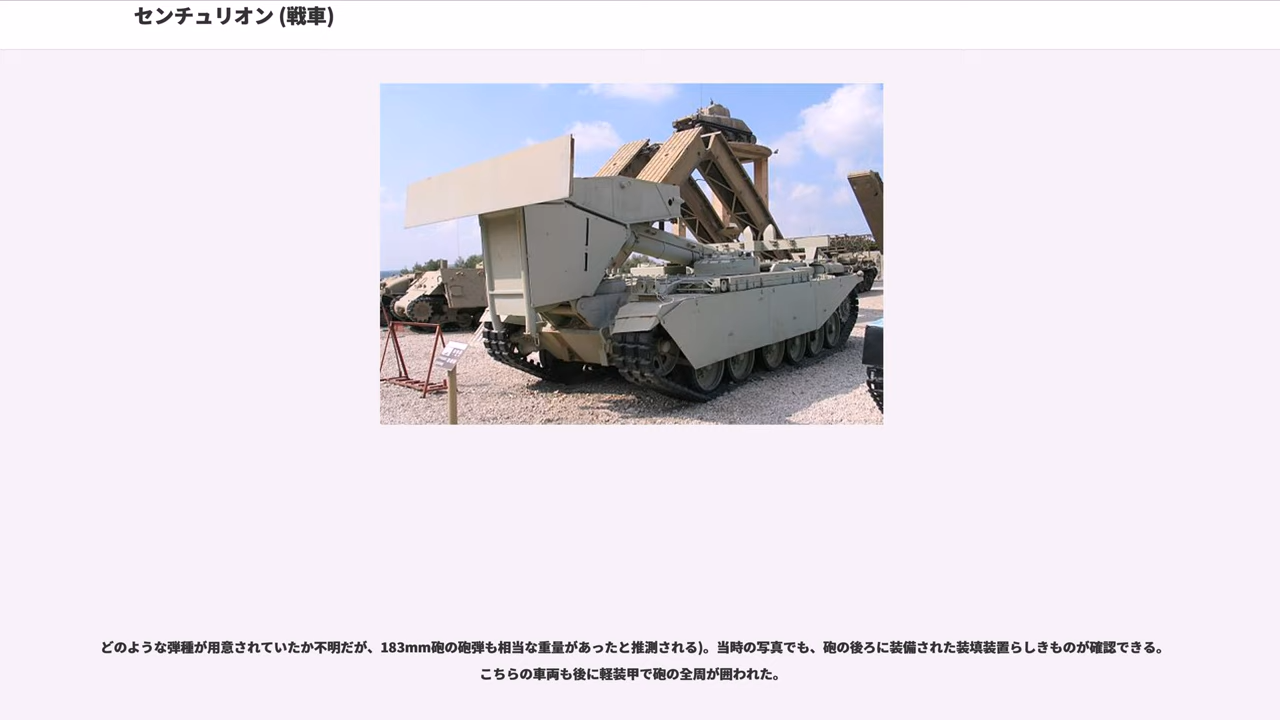 センチュリオン (戦車)
どのような弾種が用意されていたか不明だが、183mm砲の砲弾も相当な重量があったと推測される)。当時の写真でも、砲の後ろに装備された装填装置らしきものが確認できる。
こちらの車両も後に軽装甲で砲の全周が囲われた。